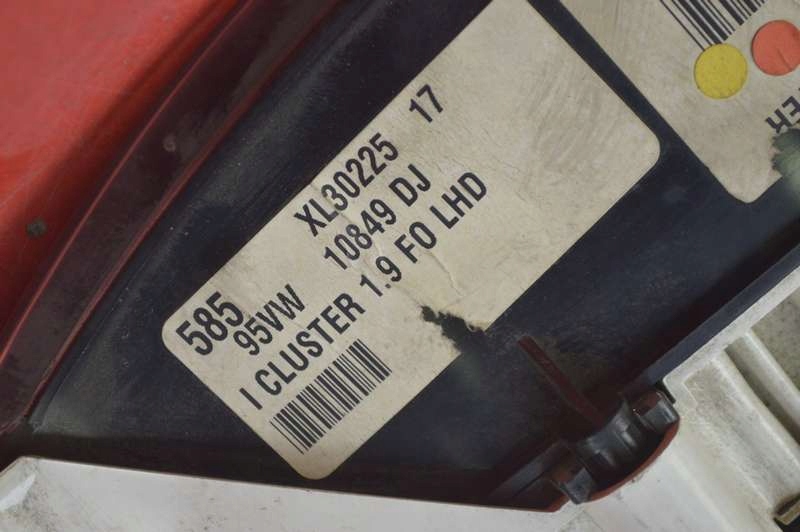 XL30225 17
585 95VW 10849 DJ
I CLUSTER 1.9 FO LHD